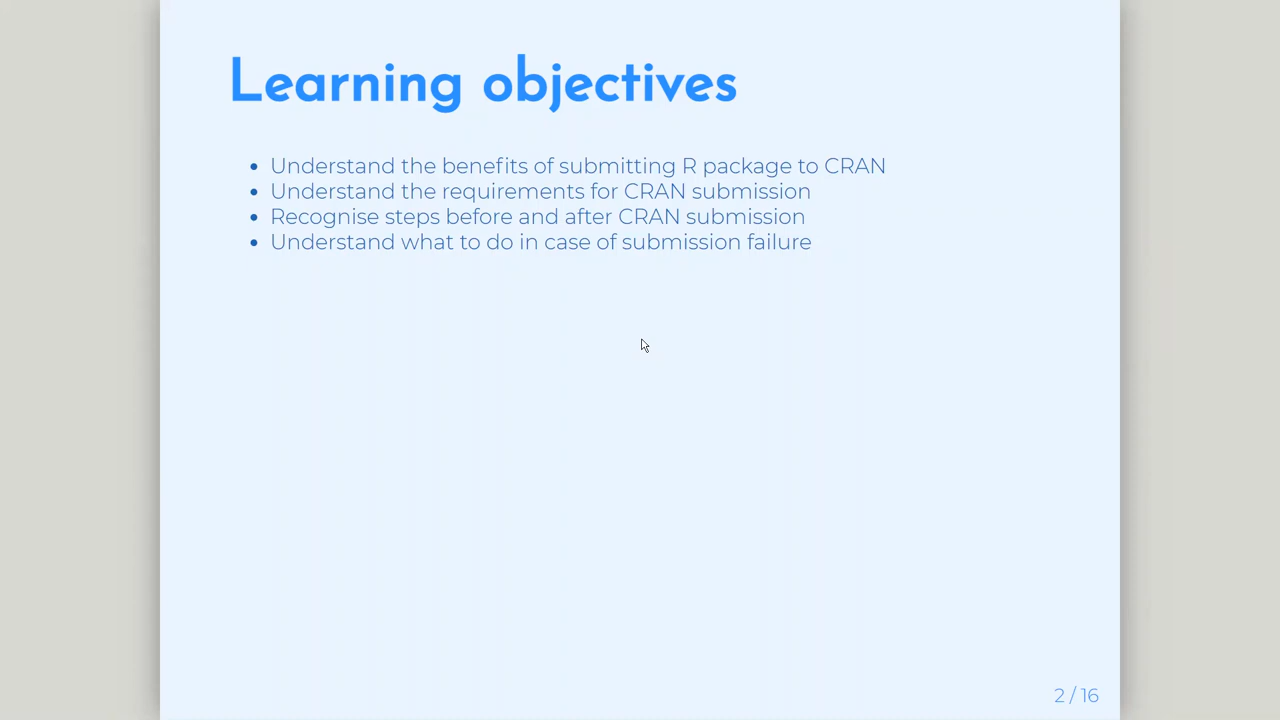 Learning objectives
Understand the benefits of submitting R package to CRAN
Understand the requirements for CRAN submission
Recognise steps before and after CRAN submission
Understand what to do in case of submission failure
2 / 16